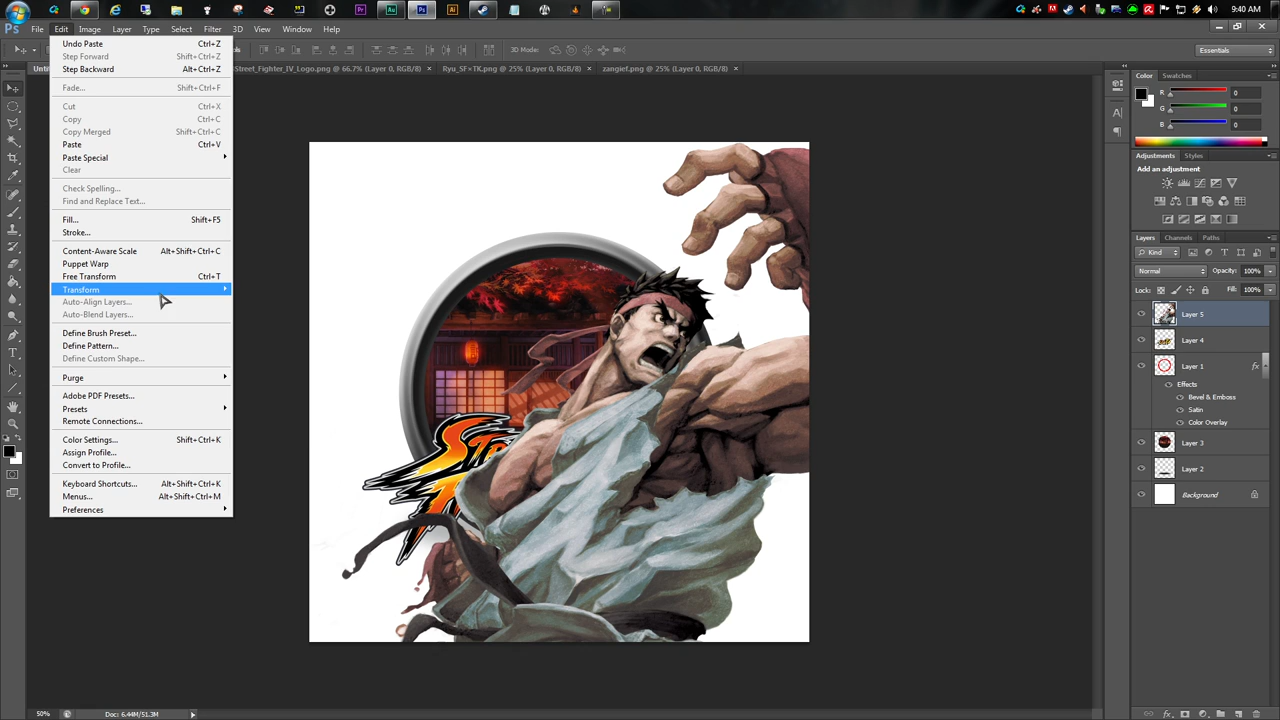 9:40 AM
Ps File Edit Image Layer Type Select Filter 3D View Window Help
3D Mode:
Essentials
Street_Fighter_IV_Logo.png @ 66.7% (Layer 0, RGB/8) ×
Ryu_SF×TK.png @ 25% (Layer 0, RGB/8) ×
zangief.png @ 25% (Layer 0, RGB/8) ×
Undo Paste Ctrl+Z
Step Forward Shift+Ctrl+Z
Step Backward Alt+Ctrl+Z
Fade... Shift+Ctrl+F
Cut Ctrl+X
Copy Ctrl+C
Copy Merged Shift+Ctrl+C
Paste Ctrl+V
Paste Special
Clear
Check Spelling...
Find and Replace Text...
Fill... Shift+F5
Stroke...
Content-Aware Scale Alt+Shift+Ctrl+C
Puppet Warp
Free Transform Ctrl+T
Transform
Auto-Align Layers...
Auto-Blend Layers...
Define Brush Preset...
Define Pattern...
Define Custom Shape...
Purge
Adobe PDF Presets...
Presets
Remote Connections...
Color Settings... Shift+Ctrl+K
Assign Profile...
Convert to Profile...
Keyboard Shortcuts... Alt+Shift+Ctrl+K
Menus... Alt+Shift+Ctrl+M
Preferences
Color Swatches
R 0
G 0
B 0
Adjustments Styles
Add an adjustment
Layers Channels Paths
Kind
Normal Opacity: 100%
Lock: Fill: 100%
Layer 5
Layer 4
Layer 1 fx
Effects
Bevel & Emboss
Satin
Color Overlay
Layer 3
Layer 2
Background
50% Doc: 6.44M/51.3M